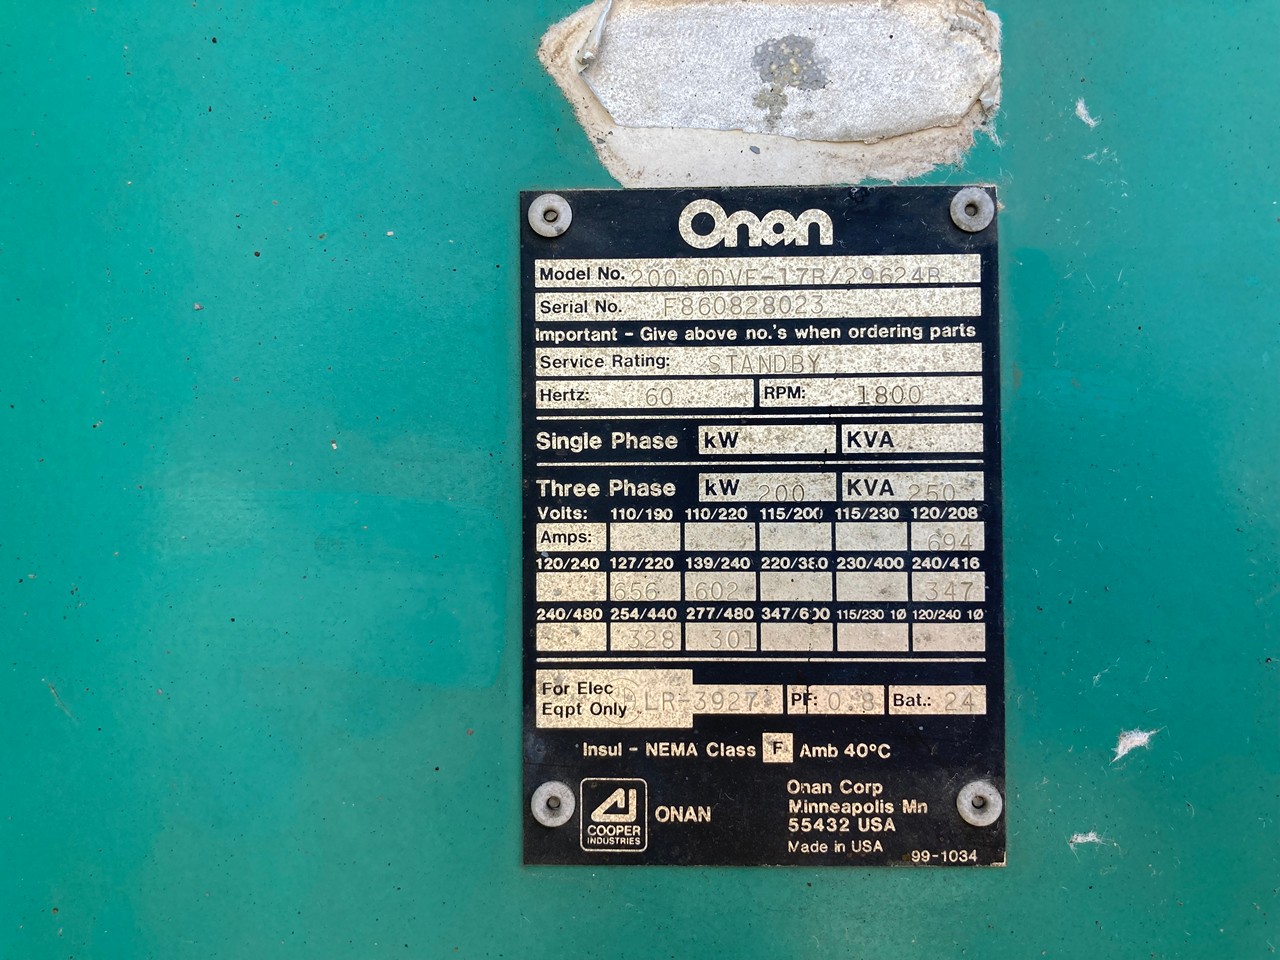 Onan
Model No. 200.0DVF-17R/29624B
Serial No. F860828023
Important - Give above no.'s when ordering parts
Service Rating: STANDBY
Hertz: 60 RPM: 1800
Single Phase kW KVA
Three Phase kW 200 KVA 250
Volts: 110/190 110/220 115/200 115/230 120/208
Amps: 694
120/240 127/220 139/240 220/380 230/400 240/416
656 602 347
240/480 254/440 277/480 347/600 115/230 1Ø 120/240 1Ø
328 301
For Elec
Eqpt Only LR-3927 PF: 0.8 Bat.: 24
Insul - NEMA Class F Amb 40°C
COOPER
INDUSTRIES
ONAN
Onan Corp
Minneapolis Mn
55432 USA
Made in USA
99-1034